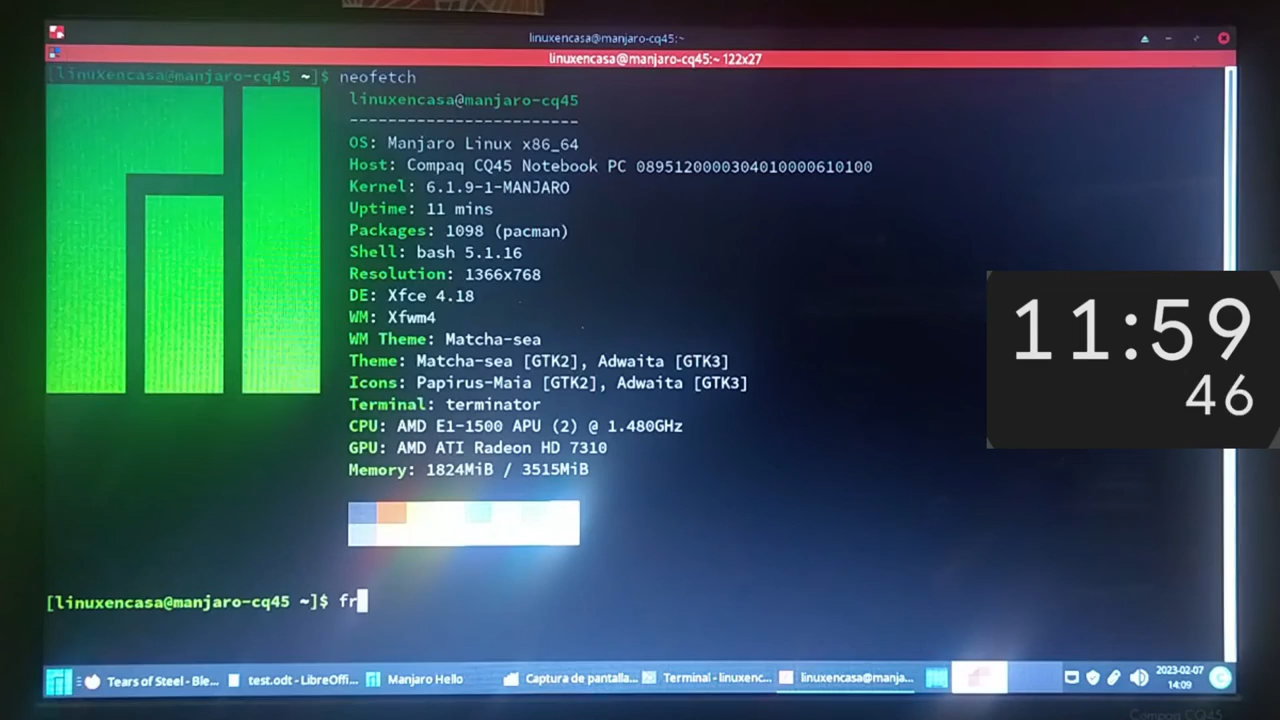 linuxencasa@manjaro-cq45:~
linuxencasa@manjaro-cq45:~ 122x27
[linuxencasa@manjaro-cq45 ~]$ neofetch
linuxencasa@manjaro-cq45
------------------------
OS: Manjaro Linux x86_64
Host: Compaq CQ45 Notebook PC 0895120000304010000610100
Kernel: 6.1.9-1-MANJARO
Uptime: 11 mins
Packages: 1098 (pacman)
Shell: bash 5.1.16
Resolution: 1366x768
DE: Xfce 4.18
WM: Xfwm4
WM Theme: Matcha-sea
Theme: Matcha-sea [GTK2], Adwaita [GTK3]
Icons: Papirus-Maia [GTK2], Adwaita [GTK3]
Terminal: terminator
CPU: AMD E1-1500 APU (2) @ 1.480GHz
GPU: AMD ATI Radeon HD 7310
Memory: 1824MiB / 3515MiB
11:59
46
[linuxencasa@manjaro-cq45 ~]$ fr
Tears of Steel - Ble... test.odt - LibreOffi... Manjaro Hello Captura de pantalla... Terminal - linuxenc... linuxencasa@manja... 2023-02-07
14:09
Compaq CQ45